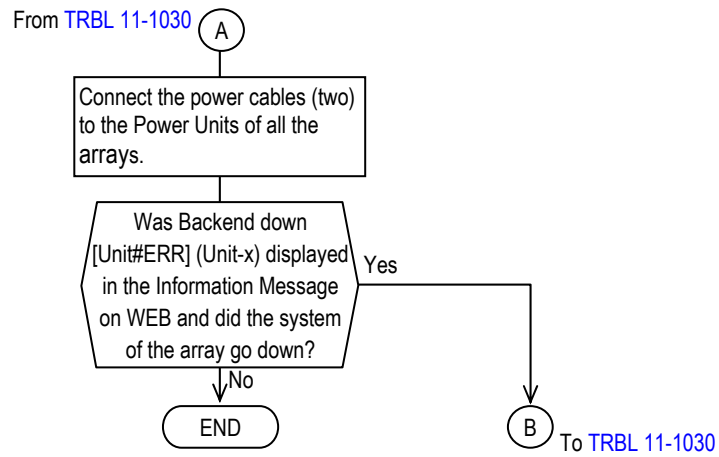 From TRBL 11-1030
A
Connect the power cables (two)
to the Power Units of all the
arrays.
Was Backend down
[Unit#ERR] (Unit-x) displayed
in the Information Message
on WEB and did the system
of the array go down?
Yes
No
END
B
To TRBL 11-1030